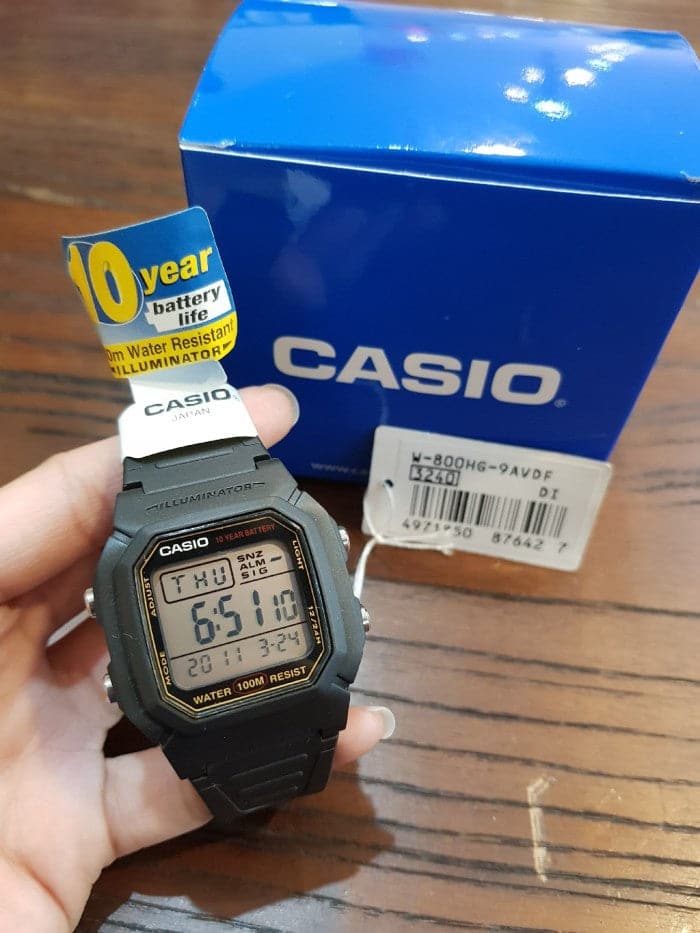 10 year
battery
life
0m Water Resistant
ILLUMINATOR
CASIO
JAPAN
CASIO
W-800HG-9AVDF
3240
DI
87642 7
ILLUMINATOR
CASIO 10 YEAR BATTERY
LIGHT
ADJUST
SNZ
ALM
SIG
THU
6:51 10
2011 3-24
MODE
12/24H
WATER 100M RESIST